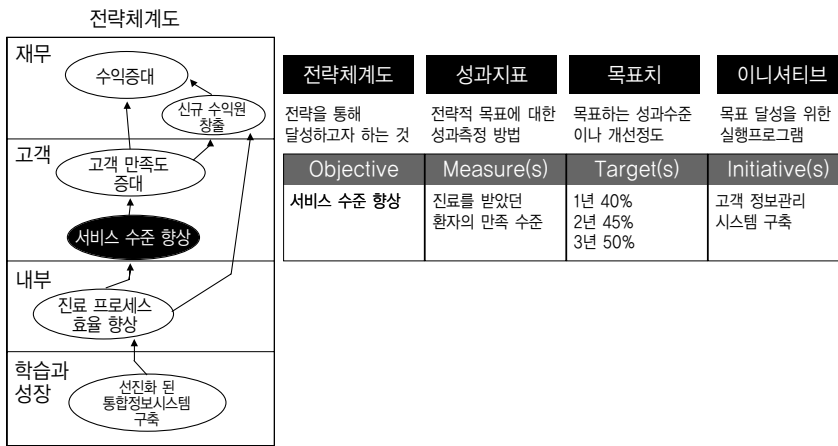 전략체계도
재무
수익증대
신규 수익원
창출
고객
고객 만족도
증대
서비스 수준 향상
내부
진료 프로세스
효율 향상
학습과
성장
선진화 된
통합정보시스템
구축
전략체계도
성과지표
목표치
이니셔티브
전략을 통해
달성하고자 하는 것
전략적 목표에 대한
성과측정 방법
목표하는 성과수준
이나 개선정도
목표 달성을 위한
실행프로그램
Objective
Measure(s)
Target(s)
Initiative(s)
서비스 수준 향상
진료를 받았던
환자의 만족 수준
1년 40%
2년 45%
3년 50%
고객 정보관리
시스템 구축